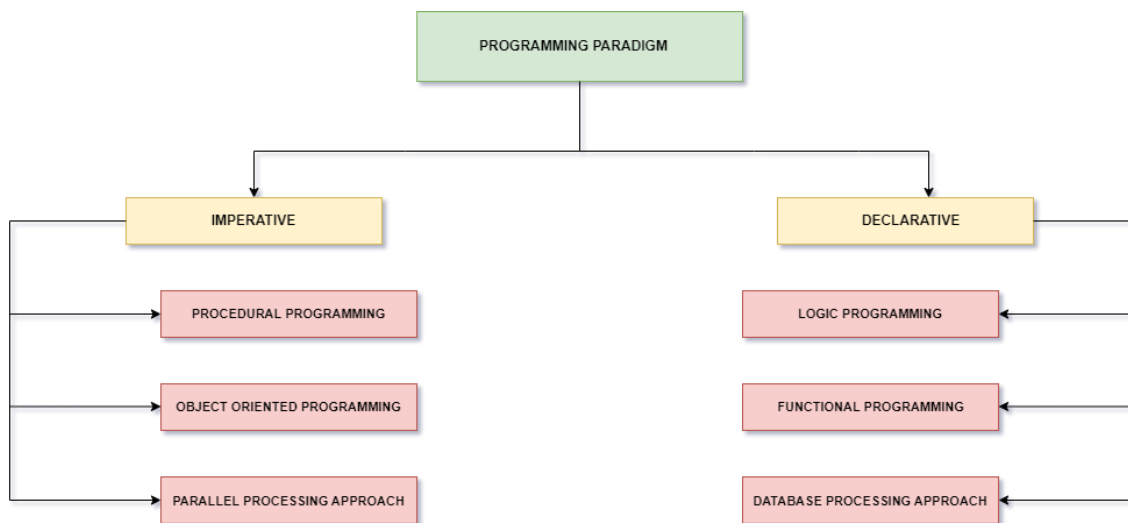 PROGRAMMING PARADIGM
IMPERATIVE
DECLARATIVE
PROCEDURAL PROGRAMMING
LOGIC PROGRAMMING
OBJECT ORIENTED PROGRAMMING
FUNCTIONAL PROGRAMMING
PARALLEL PROCESSING APPROACH
DATABASE PROCESSING APPROACH